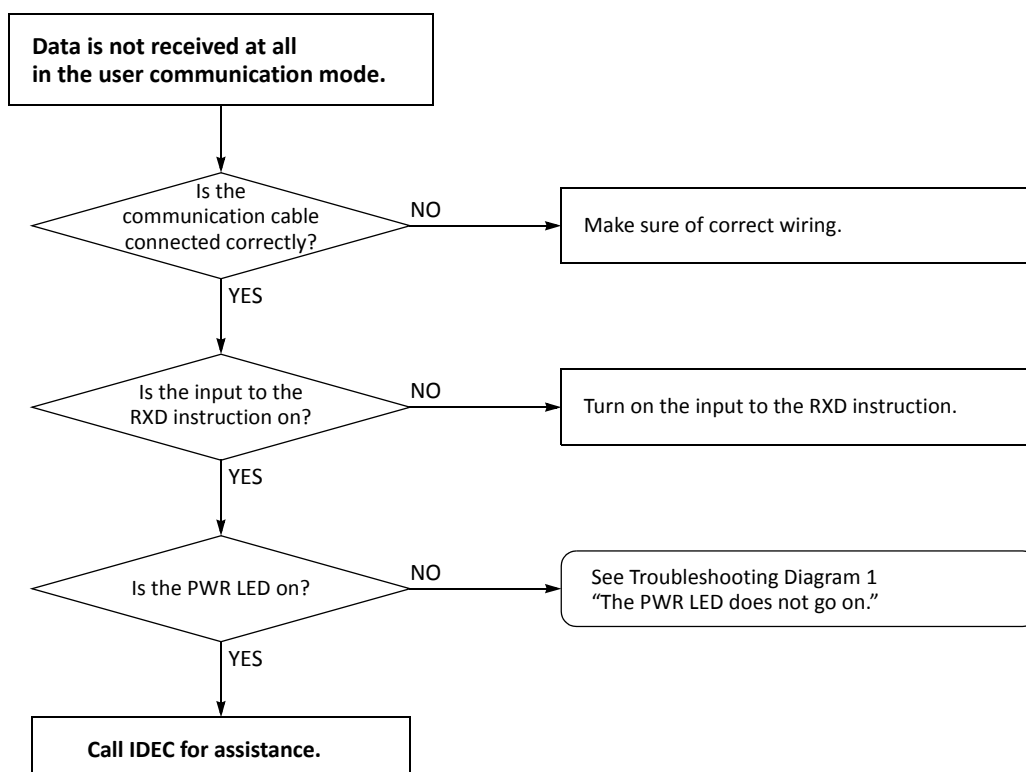 Data is not received at all
in the user communication mode.
Is the
communication cable
connected correctly?
NO
Make sure of correct wiring.
YES
Is the input to the
RXD instruction on?
NO
Turn on the input to the RXD instruction.
YES
Is the PWR LED on?
NO
See Troubleshooting Diagram 1
“The PWR LED does not go on.”
YES
Call IDEC for assistance.